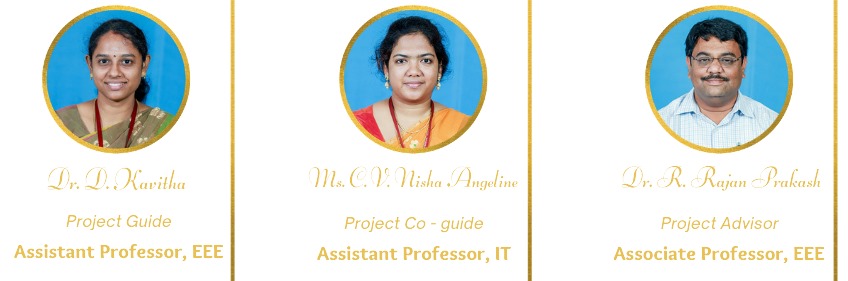 Dr. D. Kavitha
Project Guide
Assistant Professor, EEE
Ms. C. V. Nisha Angeline
Project Co - guide
Assistant Professor, IT
Dr. R. Rajan Prakash
Project Advisor
Associate Professor, EEE